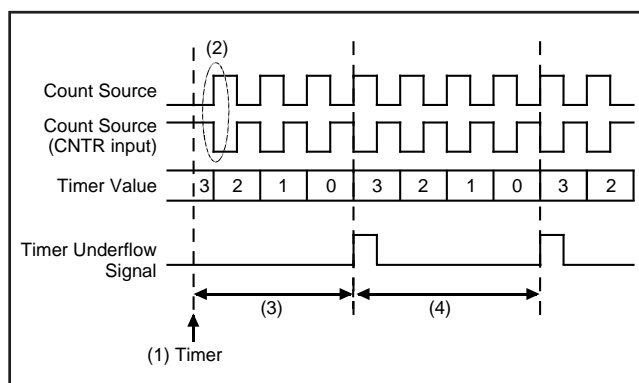 (2)
Count Source
Count Source
(CNTR input)
Timer Value 3 2 1 0 3 2 1 0 3 2
Timer Underflow
Signal
(3) (4)
(1) Timer